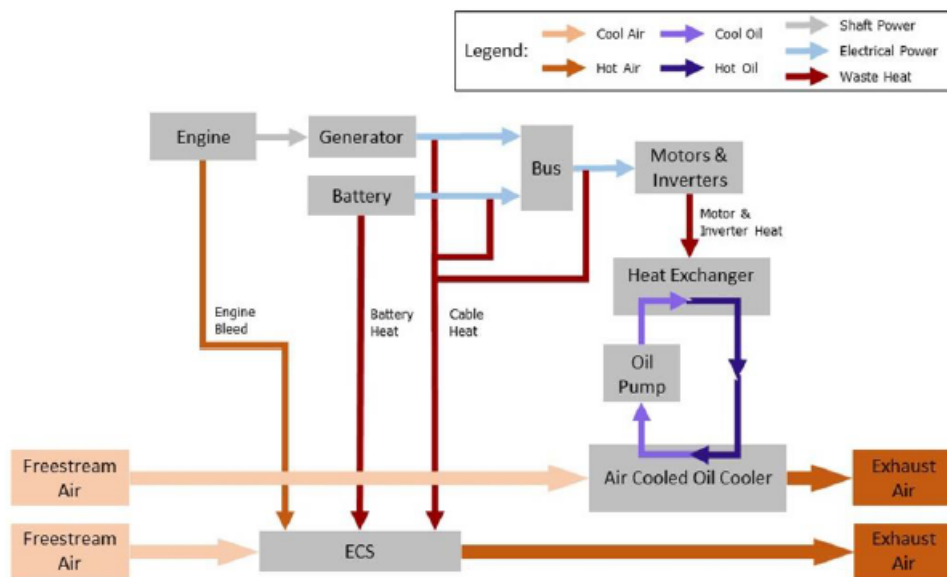 Legend:
Cool Air
Cool Oil
Shaft Power
Electrical Power
Hot Air
Hot Oil
Waste Heat
Engine
Generator
Bus
Motors &
Inverters
Battery
Motor &
Inverter Heat
Heat Exchanger
Engine
Bleed
Battery
Heat
Cable
Heat
Oil
Pump
Freestream
Air
Air Cooled Oil Cooler
Exhaust
Air
Freestream
Air
ECS
Exhaust
Air